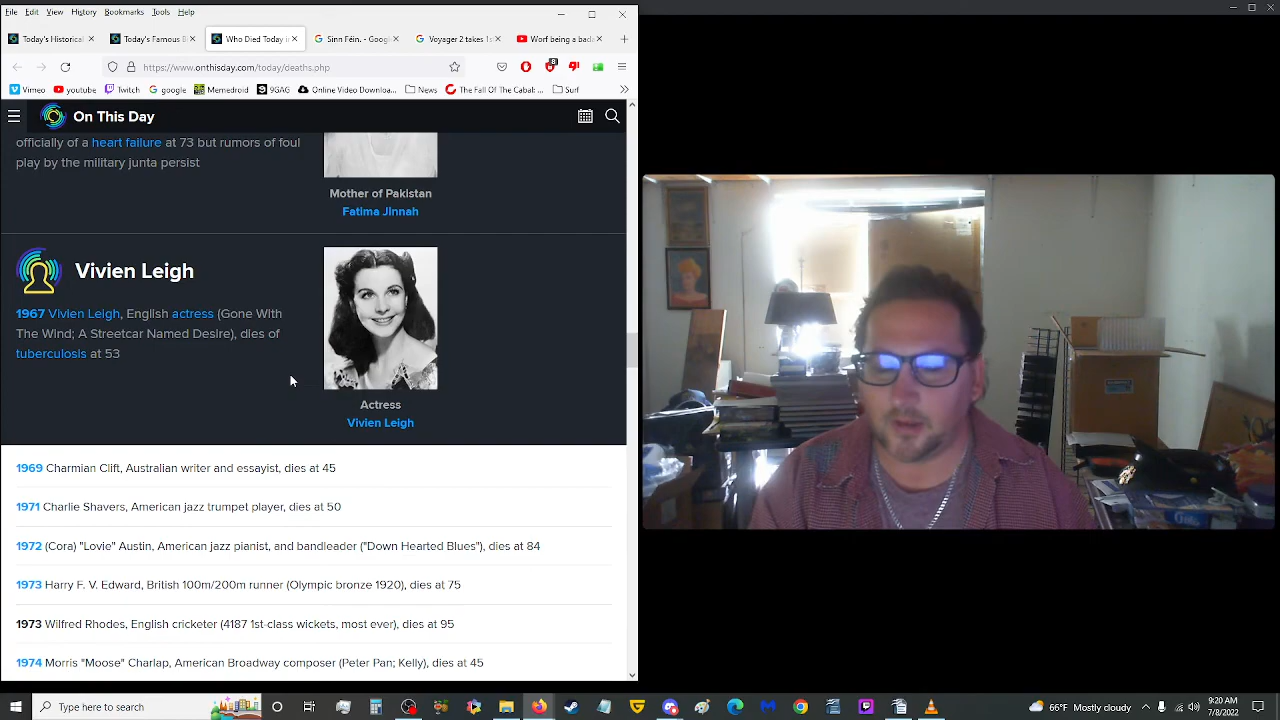 File Edit View History Bookmarks Tools Help
Today's Historical
Today's Famous B
Who Died Today in
Sinn Féin. - Googl
Voyager 2 takes 1s
Worf being a bada
https://www.onthisday.com/today/deaths.php
8
Vimeo youtube Twitch google Memedroid 9GAG Online Video Downloa... News The Fall Of The Cabal: Surf
On This Day
officially of a heart failure at 73 but rumors of foul
play by the military junta persist
Mother of Pakistan
Fatima Jinnah
Vivien Leigh
1967 Vivien Leigh, English actress (Gone With
The Wind; A Streetcar Named Desire), dies of
tuberculosis at 53
Actress
Vivien Leigh
1969 Charmian Clift, Australian writer and essayist, dies at 45
1971 Charlie Shavers, American jazz trumpet player, dies at 50
1972 (Cora) "Lovie" Austin, American jazz pianist, and bandleader ("Down Hearted Blues"), dies at 84
1973 Harry F. V. Edward, British 100m/200m runner (Olympic bronze 1920), dies at 75
1973 Wilfred Rhodes, English cricketer (4187 1st-class wickets, most ever), dies at 95
1974 Morris "Moose" Charlap, American Broadway composer (Peter Pan; Kelly), dies at 45
Type here to search
66°F Mostly cloudy
9:20 AM
7/8/2022